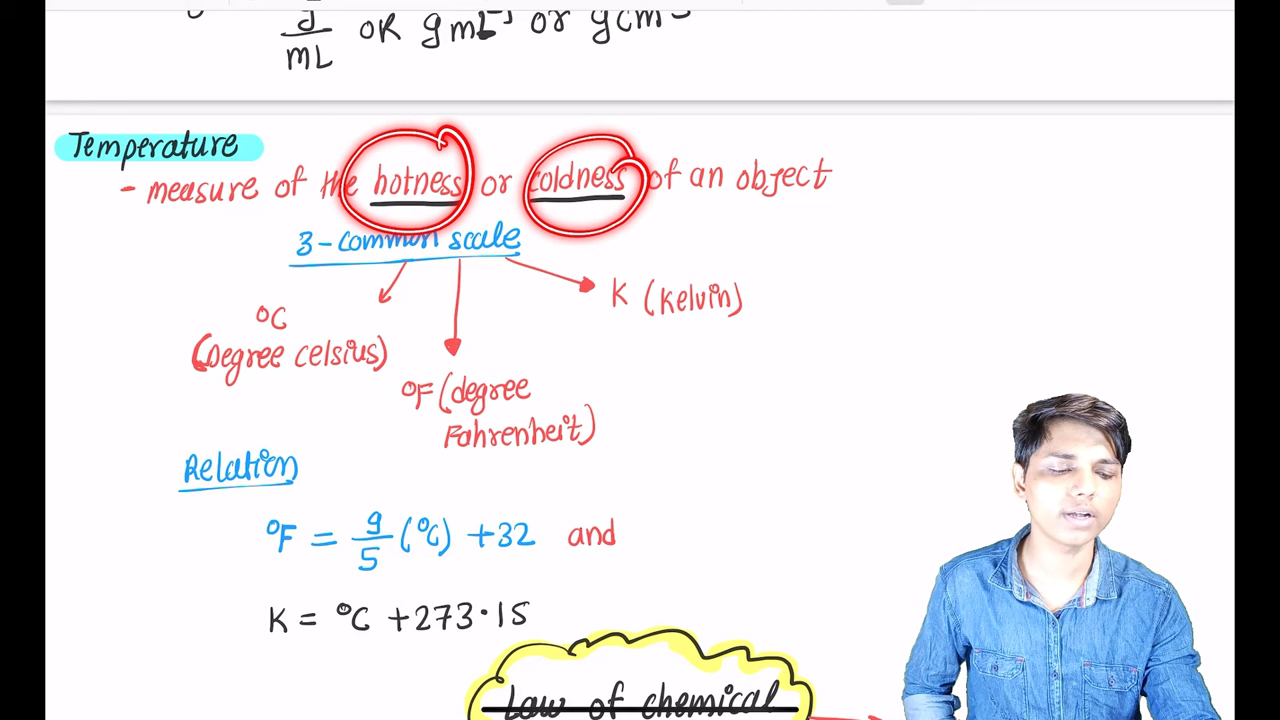 g/mL OR gmL⁻¹ or gcm⁻³
Temperature
- measure of the hotness or coldness of an object
3-common scale
°C
(Degree celsius)
°F (degree
Fahrenheit)
K (Kelvin)
Relation
°F = 9/5 (°C) +32 and
K = °C +273.15
Law of chemical